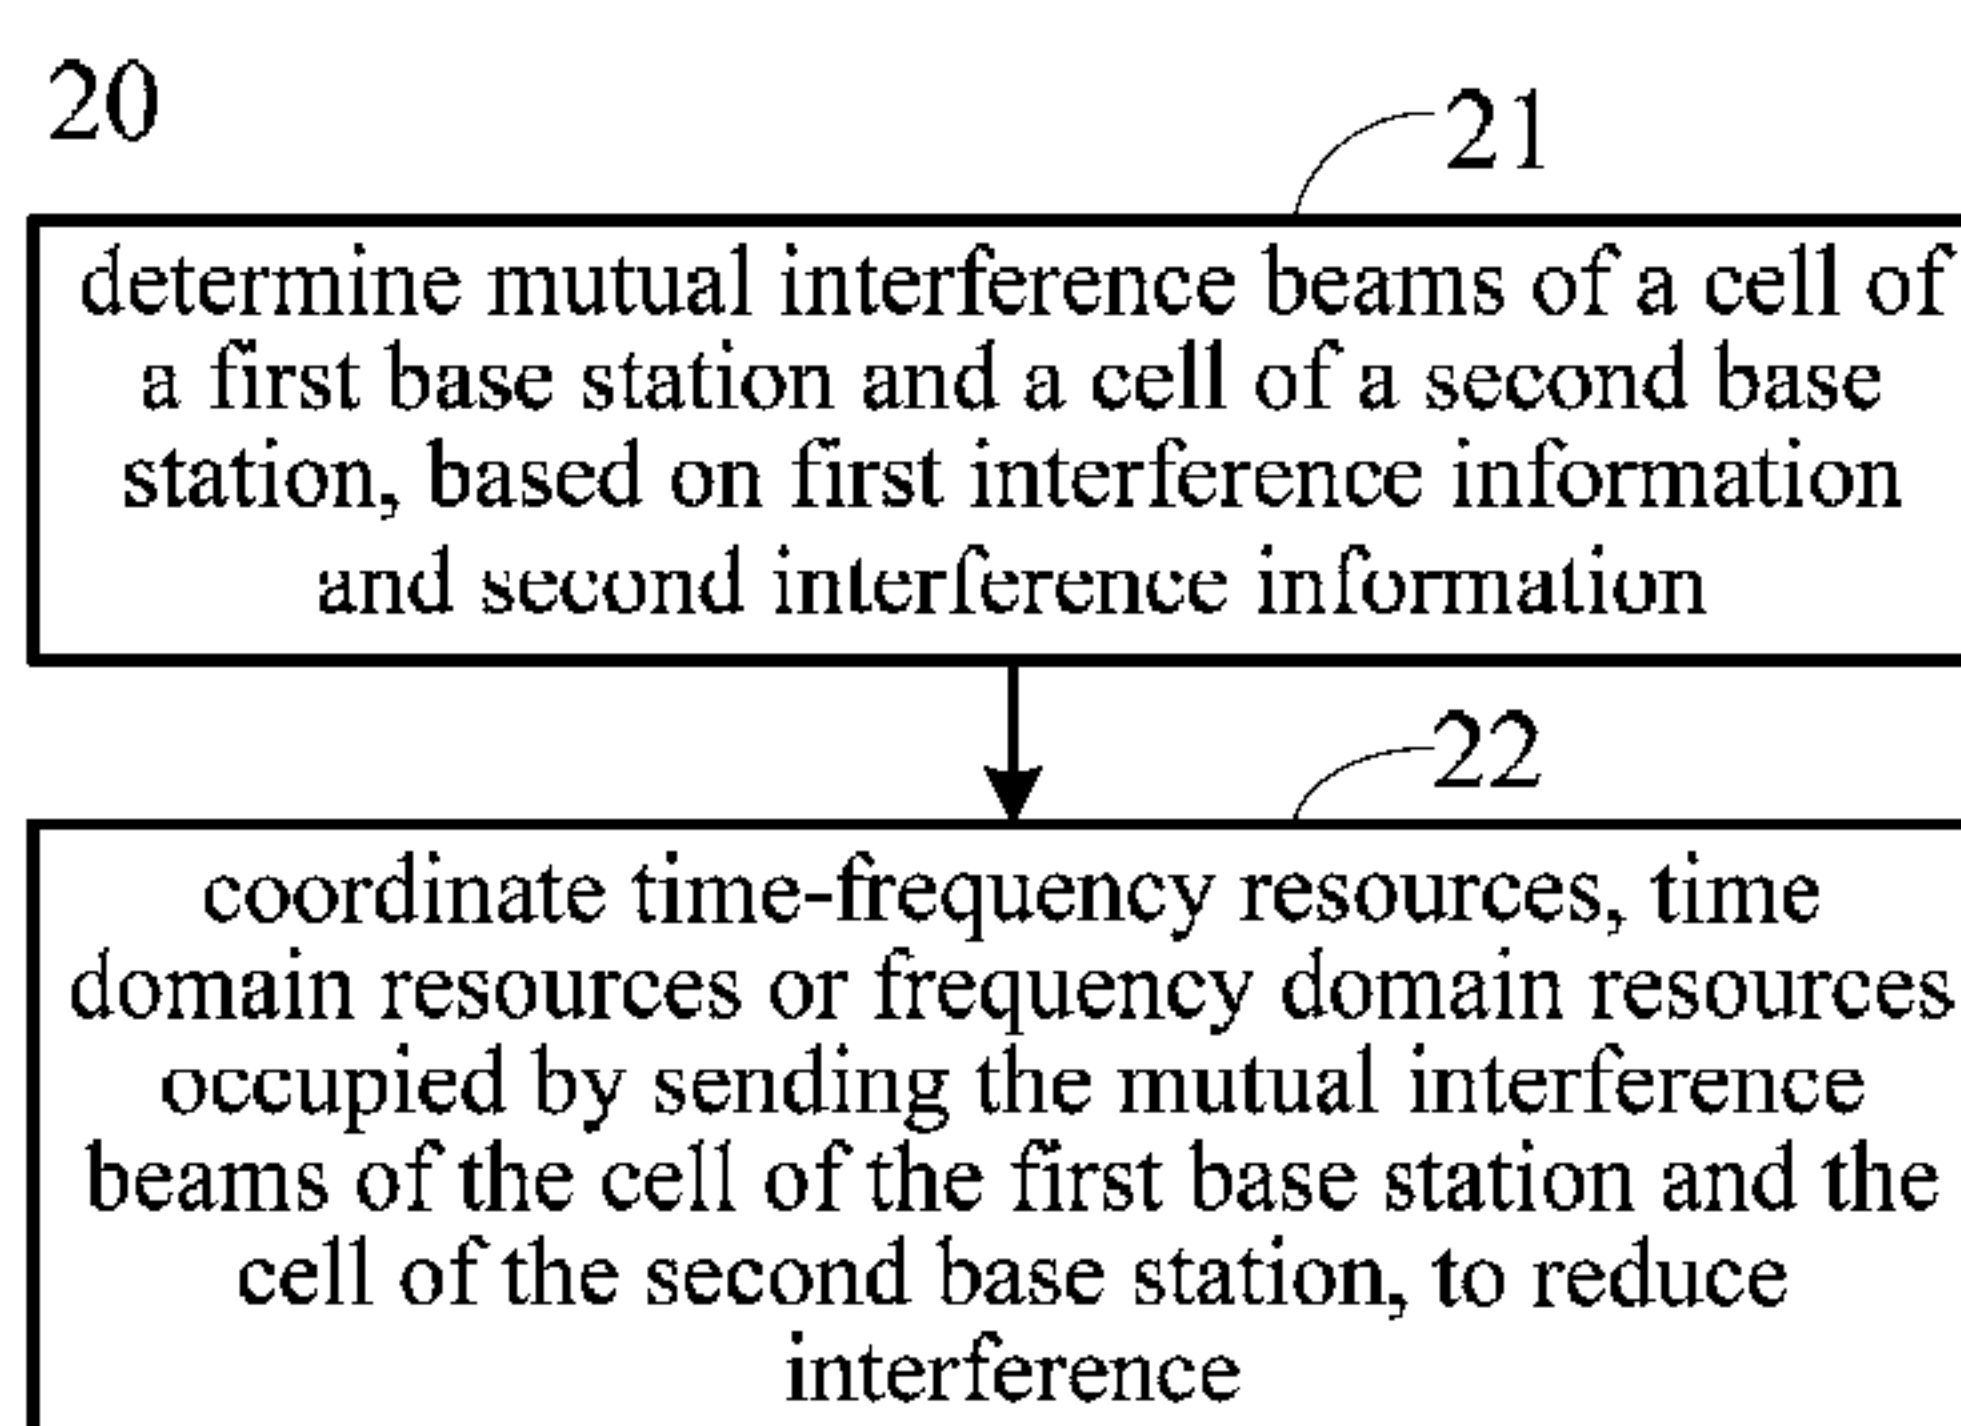 20
21
determine mutual interference beams of a cell of
a first base station and a cell of a second base
station, based on first interference information
and second interference information
22
coordinate time-frequency resources, time
domain resources or frequency domain resources
occupied by sending the mutual interference
beams of the cell of the first base station and the
cell of the second base station, to reduce
interference